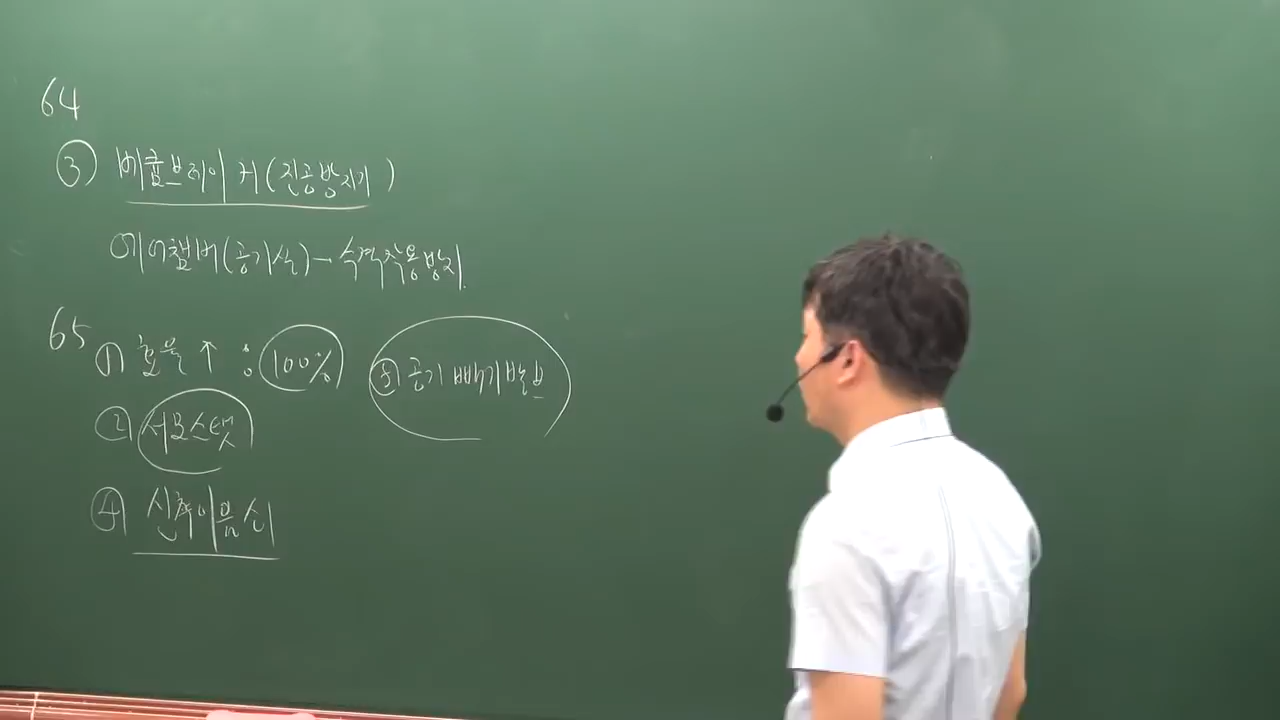 64
③ 버큠브레이커(진공방지기)
에어챔버(공기실) - 수격작용방지.
65
① 효율↑ : 100%
② 서모스탯
④ 신축이음쇠
⑤ 공기빼기밸브